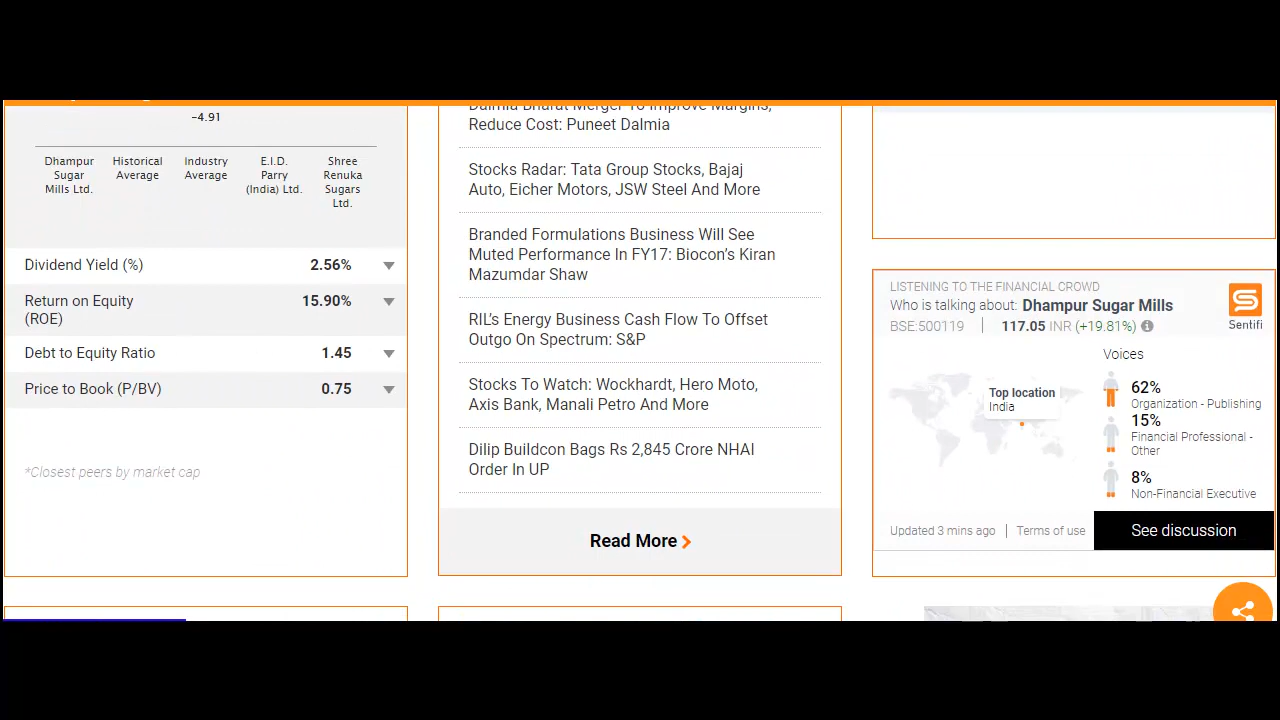 -4.91
Dhampur
Sugar
Mills Ltd.
Historical
Average
Industry
Average
E.I.D.
Parry
(India) Ltd.
Shree
Renuka
Sugars
Ltd.
Dividend Yield (%) 2.56%
Return on Equity 15.90%
(ROE)
Debt to Equity Ratio 1.45
Price to Book (P/BV) 0.75
*Closest peers by market cap
Dalmia Bharat Merger To Improve Margins,
Reduce Cost: Puneet Dalmia
Stocks Radar: Tata Group Stocks, Bajaj
Auto, Eicher Motors, JSW Steel And More
Branded Formulations Business Will See
Muted Performance In FY17: Biocon’s Kiran
Mazumdar Shaw
RIL’s Energy Business Cash Flow To Offset
Outgo On Spectrum: S&P
Stocks To Watch: Wockhardt, Hero Moto,
Axis Bank, Manali Petro And More
Dilip Buildcon Bags Rs 2,845 Crore NHAI
Order In UP
Read More
LISTENING TO THE FINANCIAL CROWD
Who is talking about: Dhampur Sugar Mills
BSE:500119 | 117.05 INR (+19.81%)
Sentifi
Voices
Top location
India
62%
Organization - Publishing
15%
Financial Professional -
Other
8%
Non-Financial Executive
Updated 3 mins ago | Terms of use
See discussion